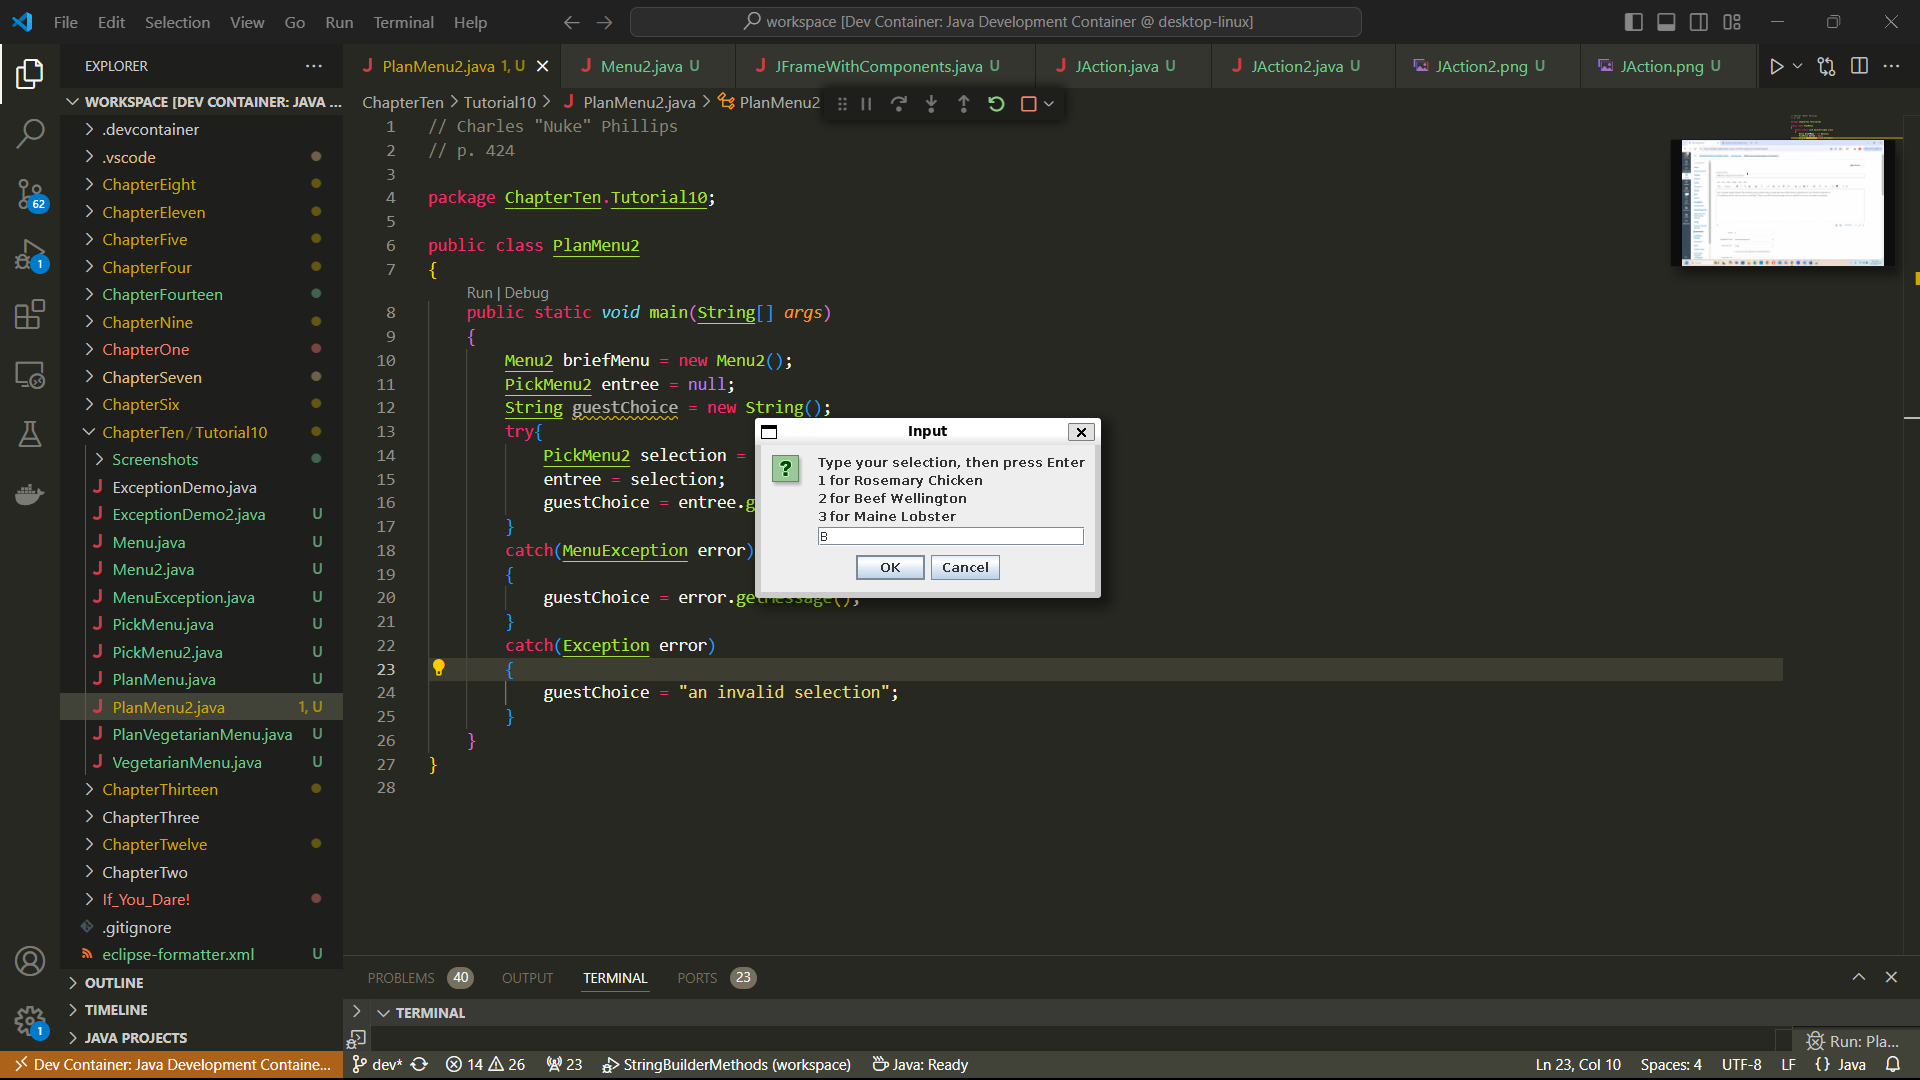 File Edit Selection View Go Run Terminal Help
workspace [Dev Container: Java Development Container @ desktop-linux]
EXPLORER
PlanMenu2.java 1, U
Menu2.java U
JFrameWithComponents.java U
JAction.java U
JAction2.java U
JAction2.png U
JAction.png U
WORKSPACE [DEV CONTAINER: JAVA ...
.devcontainer
.vscode
ChapterEight
ChapterEleven
ChapterFive
ChapterFour
ChapterFourteen
ChapterNine
ChapterOne
ChapterSeven
ChapterSix
ChapterTen / Tutorial10
Screenshots
ExceptionDemo.java
ExceptionDemo2.java U
Menu.java U
Menu2.java U
MenuException.java U
PickMenu.java U
PickMenu2.java U
PlanMenu.java U
PlanMenu2.java 1, U
PlanVegetarianMenu.java U
VegetarianMenu.java U
ChapterThirteen
ChapterThree
ChapterTwelve
ChapterTwo
If_You_Dare!
.gitignore
eclipse-formatter.xml U
OUTLINE
TIMELINE
JAVA PROJECTS
62
1
1
ChapterTen > Tutorial10 > PlanMenu2.java > PlanMenu2
1 // Charles "Nuke" Phillips
2 // p. 424
3
4 package ChapterTen.Tutorial10;
5
6 public class PlanMenu2
7 {
Run | Debug
8 public static void main(String[] args)
9 {
10 Menu2 briefMenu = new Menu2();
11 PickMenu2 entree = null;
12 String guestChoice = new String();
13 try{
14 PickMenu2 selection =
15 entree = selection;
16 guestChoice = entree.g
17 }
18 catch(MenuException error)
19 {
20 guestChoice = error.getMessage();
21 }
22 catch(Exception error)
23 {
24 guestChoice = "an invalid selection";
25 }
26 }
27 }
28
Input
Type your selection, then press Enter
1 for Rosemary Chicken
2 for Beef Wellington
3 for Maine Lobster
B
OK Cancel
PROBLEMS 40 OUTPUT TERMINAL PORTS 23
TERMINAL
Run: Pla...
Dev Container: Java Development Containe... dev* 14 26 23 StringBuilderMethods (workspace) Java: Ready
Ln 23, Col 10 Spaces: 4 UTF-8 LF {} Java